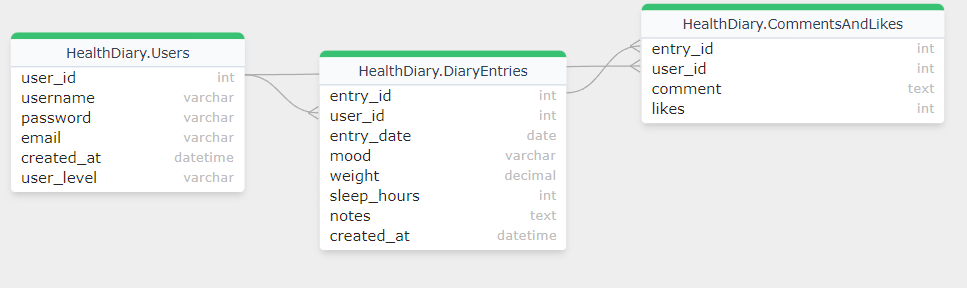 HealthDiary.Users
user_id int
username varchar
password varchar
email varchar
created_at datetime
user_level varchar
HealthDiary.DiaryEntries
entry_id int
user_id int
entry_date date
mood varchar
weight decimal
sleep_hours int
notes text
created_at datetime
HealthDiary.CommentsAndLikes
entry_id int
user_id int
comment text
likes int